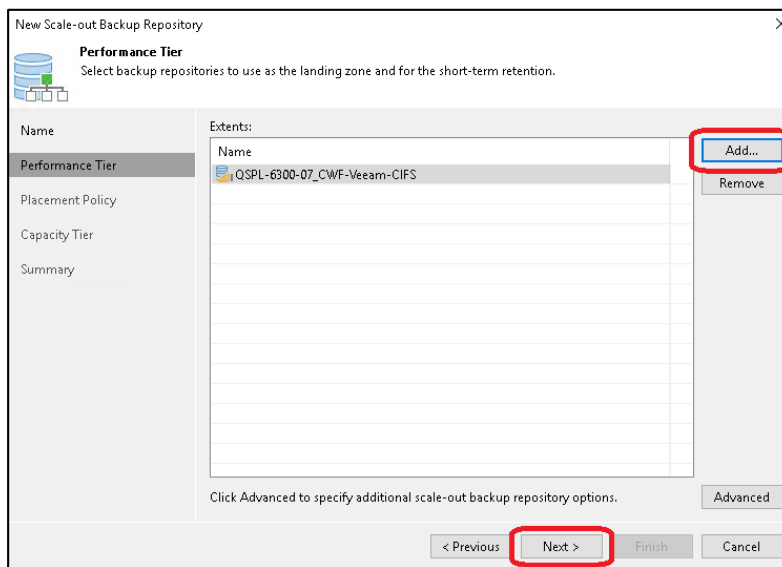 New Scale-out Backup Repository
Performance Tier
Select backup repositories to use as the landing zone and for the short-term retention.
Name
Performance Tier
Placement Policy
Capacity Tier
Summary
Extents:
Name
QSPL-6300-07_CWF-Veeam-CIFS
Add...
Remove
Click Advanced to specify additional scale-out backup repository options.
Advanced
< Previous
Next >
Finish
Cancel